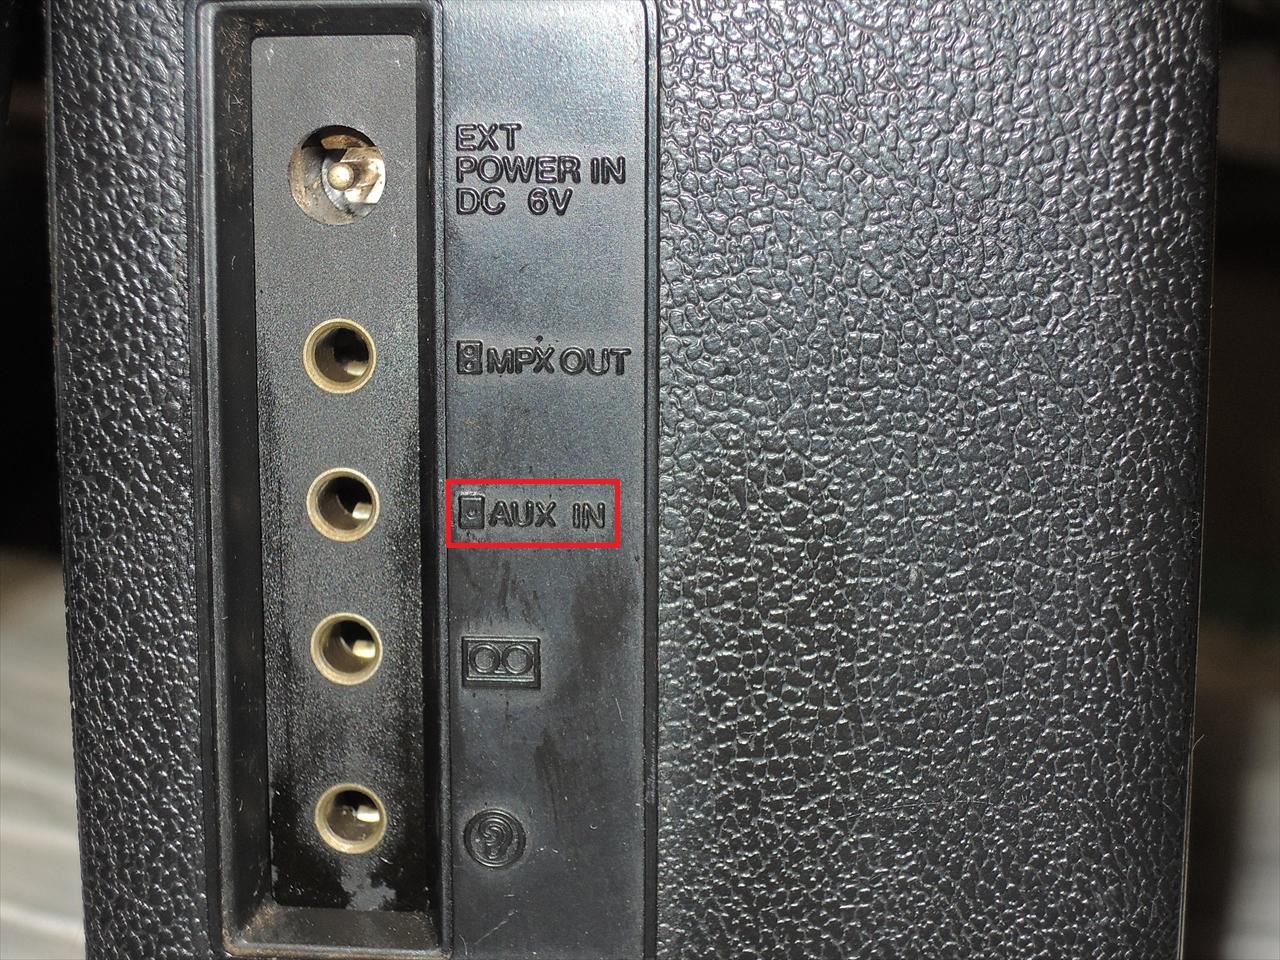 EXT
POWER IN
DC 6V
MPX OUT
AUX IN